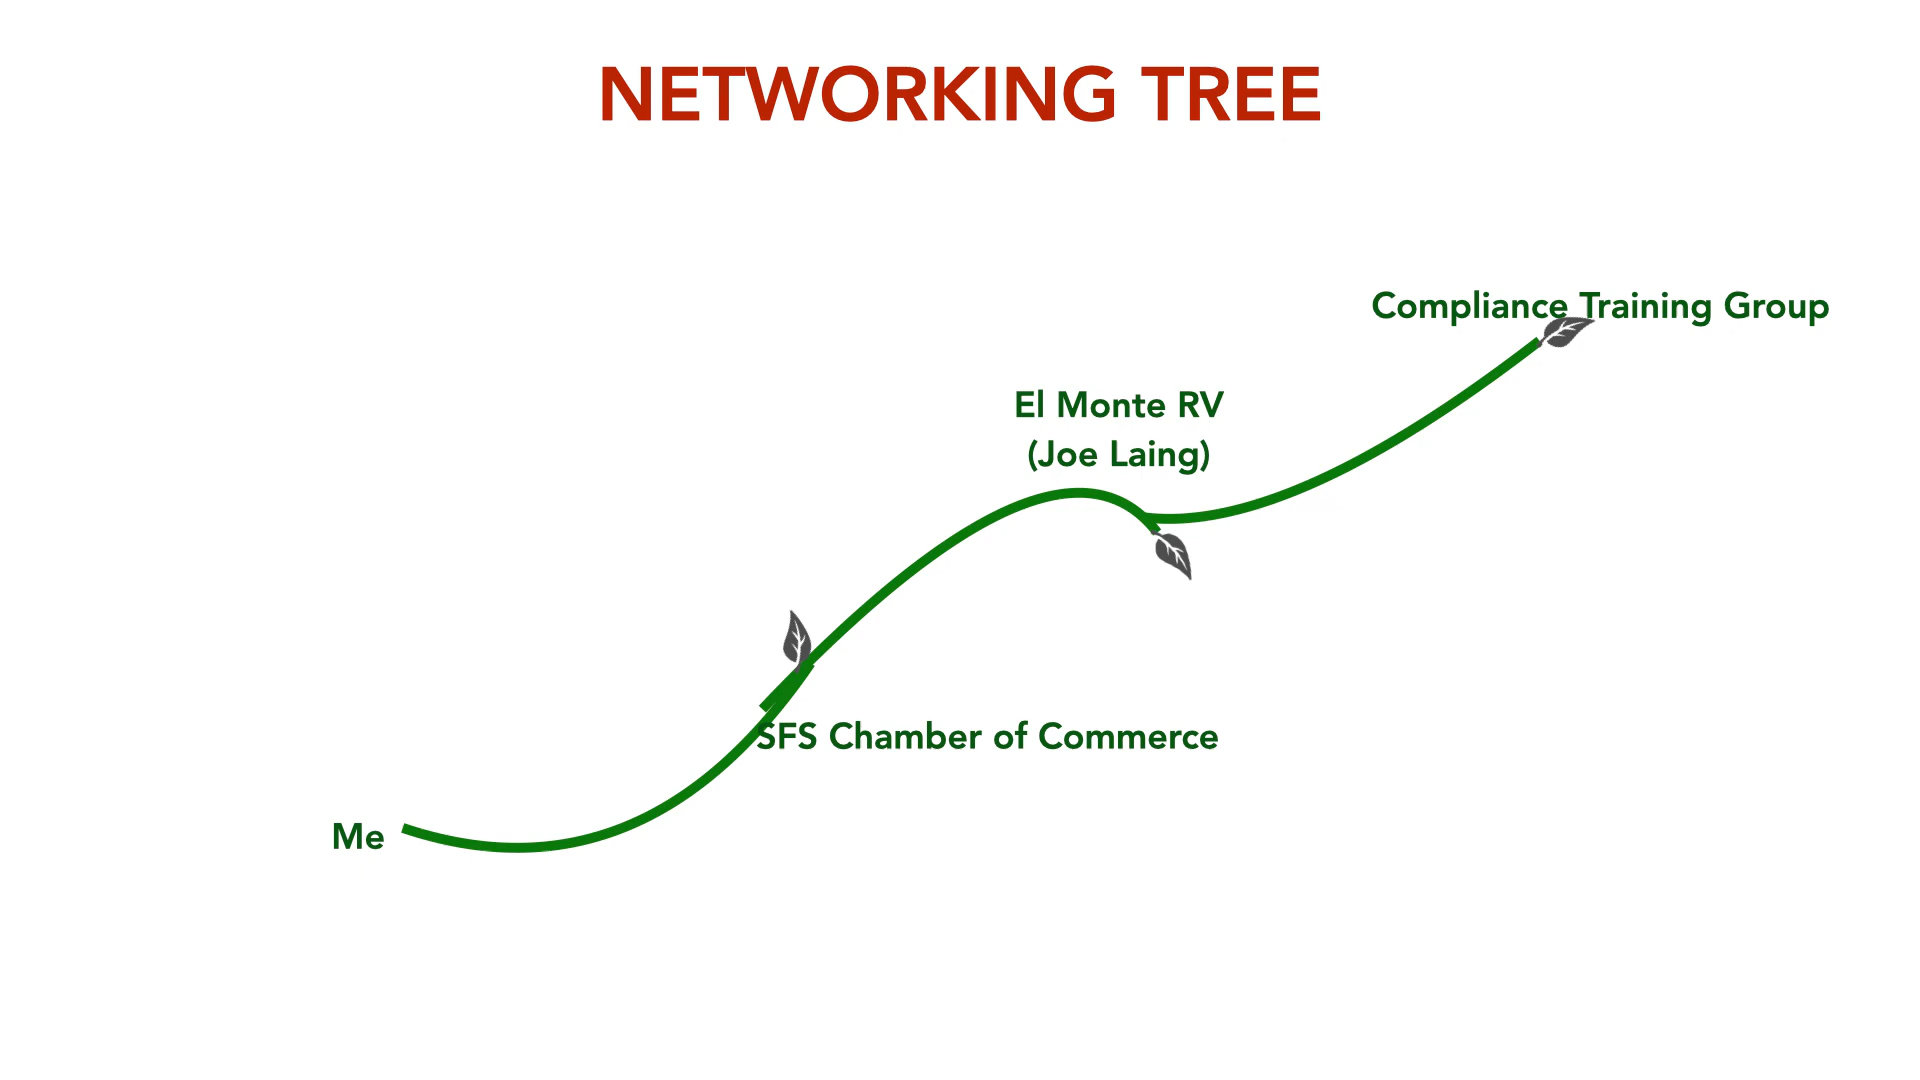 NETWORKING TREE
Compliance Training Group
El Monte RV
(Joe Laing)
SFS Chamber of Commerce
Me